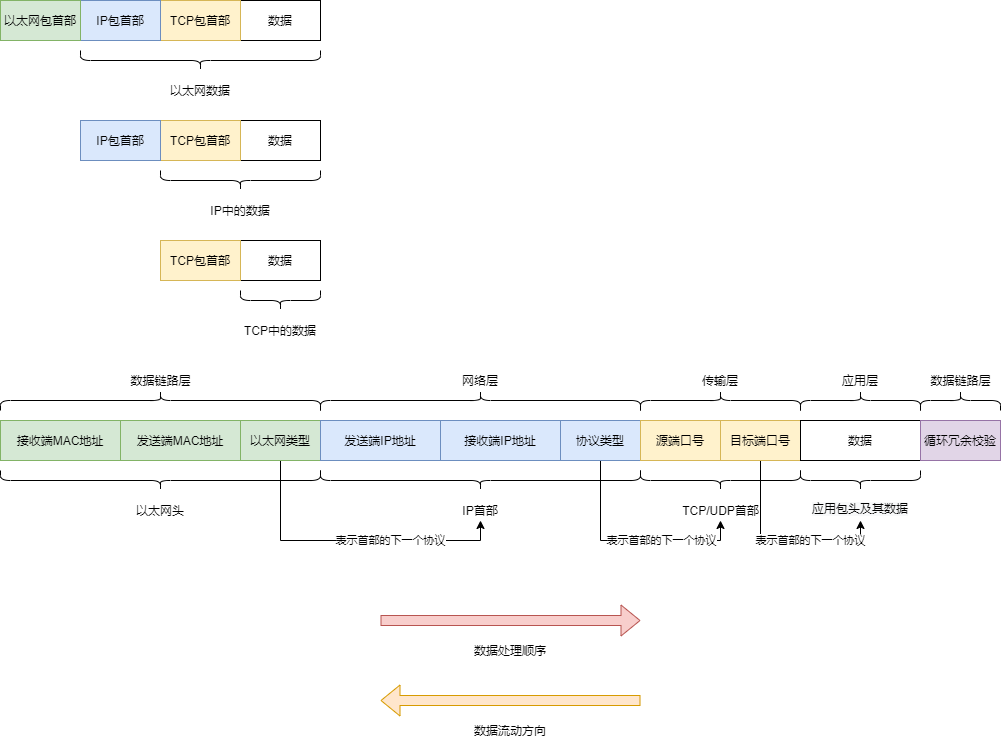 以太网包首部 IP包首部 TCP包首部 数据
以太网数据
IP包首部 TCP包首部 数据
IP中的数据
TCP包首部 数据
TCP中的数据
数据链路层 网络层 传输层 应用层 数据链路层
接收端MAC地址 发送端MAC地址 以太网类型 发送端IP地址 接收端IP地址 协议类型 源端口号 目标端口号 数据 循环冗余校验
以太网头 IP首部 TCP/UDP首部 应用包头及其数据
表示首部的下一个协议 表示首部的下一个协议 表示首部的下一个协议
数据处理顺序
数据流动方向